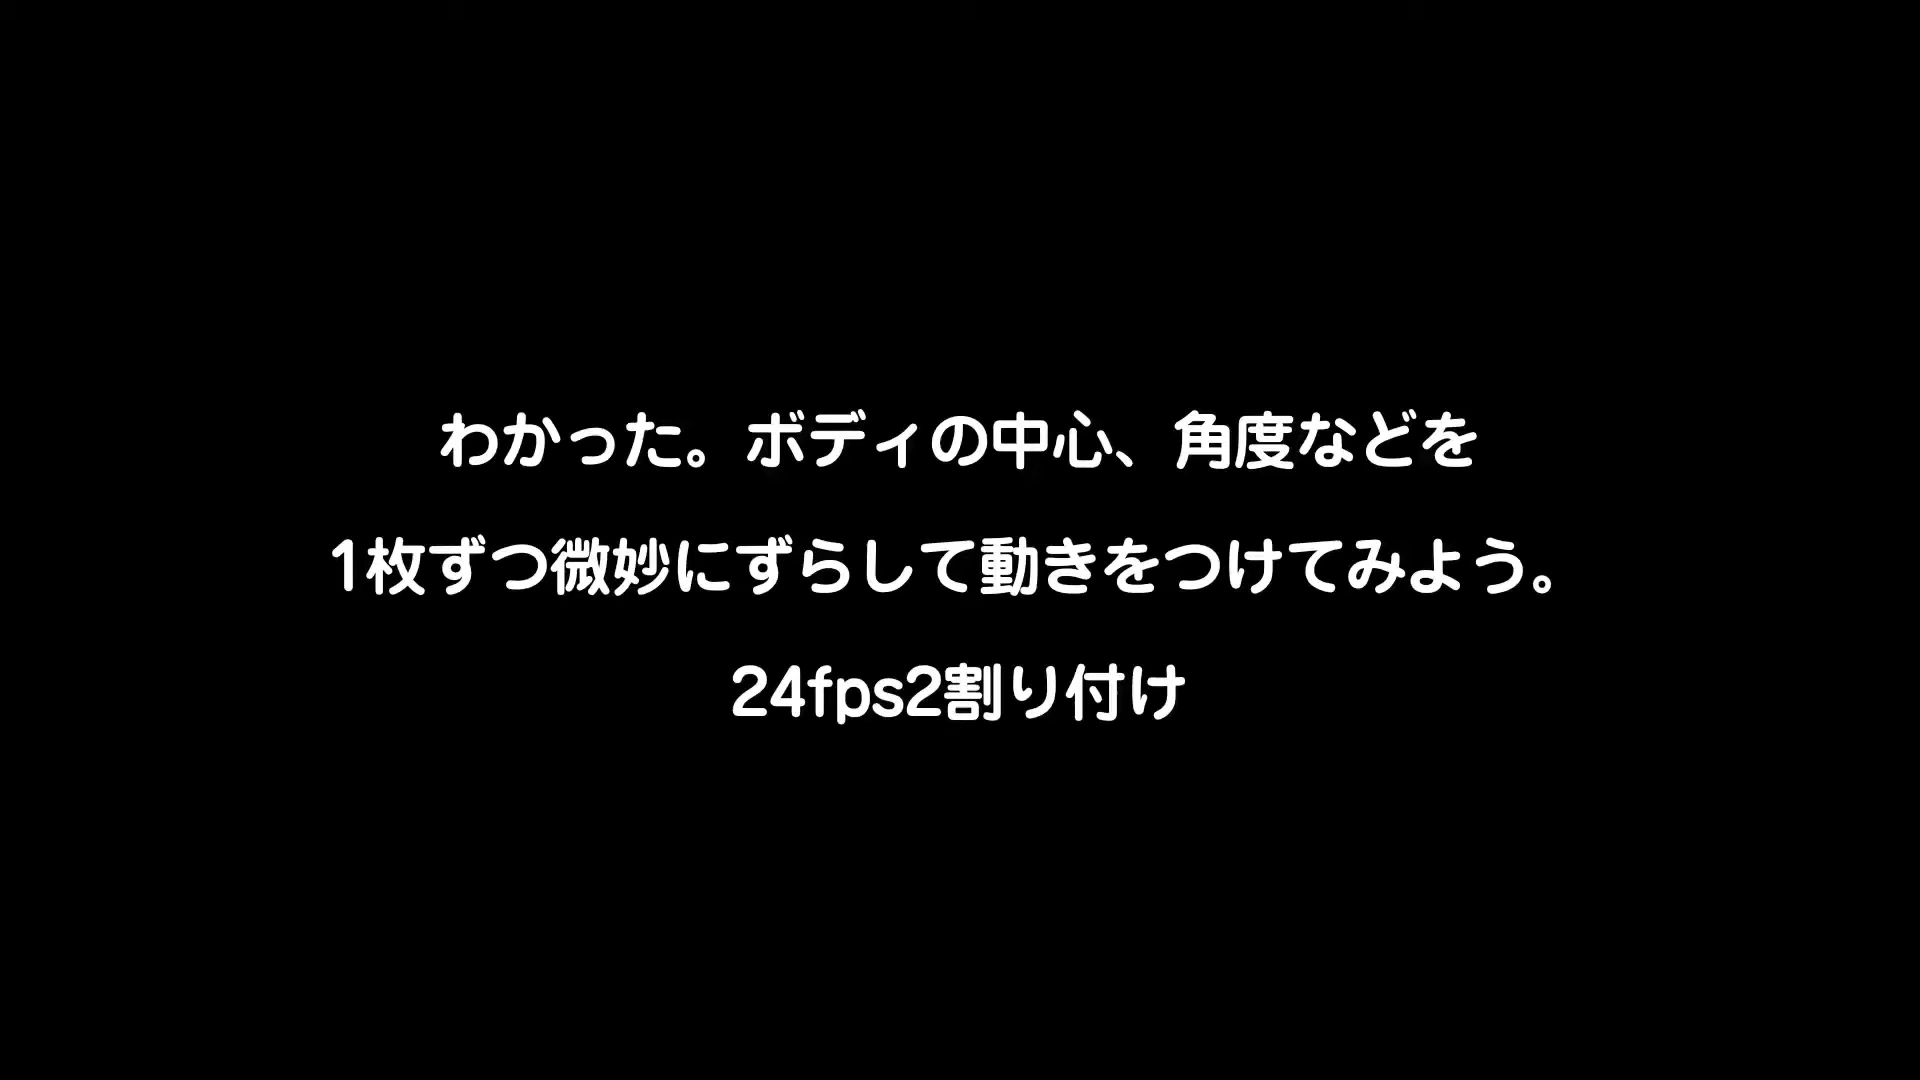 わかった。ボディの中心、角度などを
1枚ずつ微妙にずらして動きをつけてみよう。
24fps2割り付け